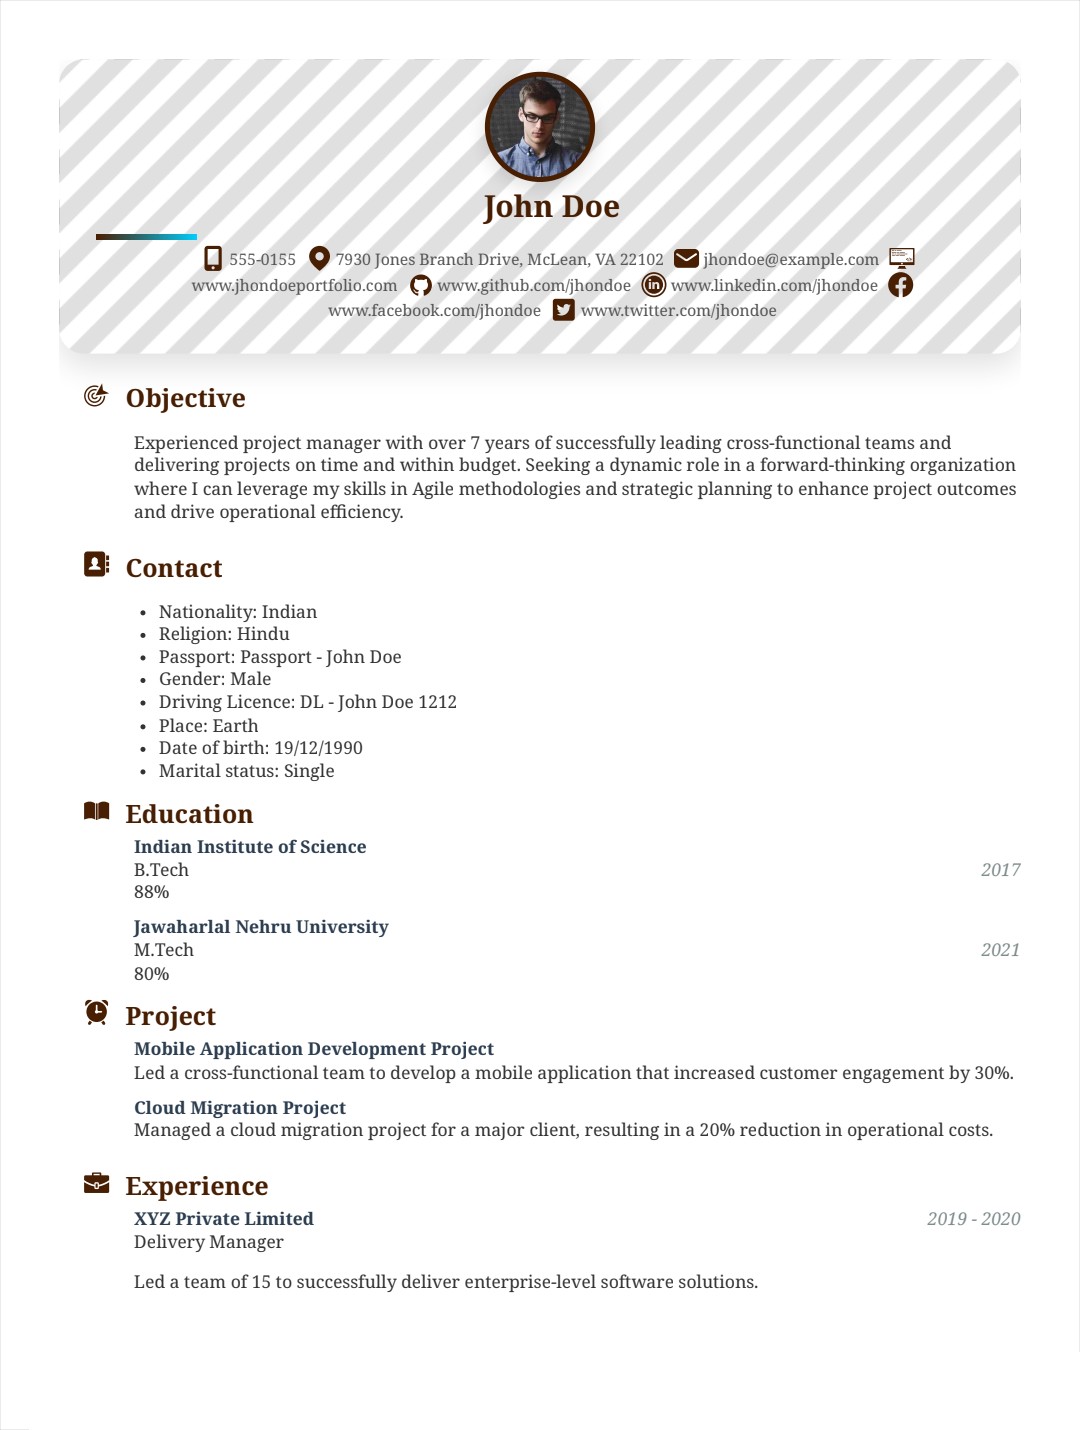 John Doe
555-0155 7930 Jones Branch Drive, McLean, VA 22102 jhondoe@example.com
www.jhondoeportfolio.com www.github.com/jhondoe www.linkedin.com/jhondoe
www.facebook.com/jhondoe www.twitter.com/jhondoe
Objective
Experienced project manager with over 7 years of successfully leading cross-functional teams and
delivering projects on time and within budget. Seeking a dynamic role in a forward-thinking organization
where I can leverage my skills in Agile methodologies and strategic planning to enhance project outcomes
and drive operational efficiency.
Contact
• Nationality: Indian
• Religion: Hindu
• Passport: Passport - John Doe
• Gender: Male
• Driving Licence: DL - John Doe 1212
• Place: Earth
• Date of birth: 19/12/1990
• Marital status: Single
Education
Indian Institute of Science
B.Tech 2017
88%
Jawaharlal Nehru University
M.Tech 2021
80%
Project
Mobile Application Development Project
Led a cross-functional team to develop a mobile application that increased customer engagement by 30%.
Cloud Migration Project
Managed a cloud migration project for a major client, resulting in a 20% reduction in operational costs.
Experience
XYZ Private Limited 2019 - 2020
Delivery Manager
Led a team of 15 to successfully deliver enterprise-level software solutions.